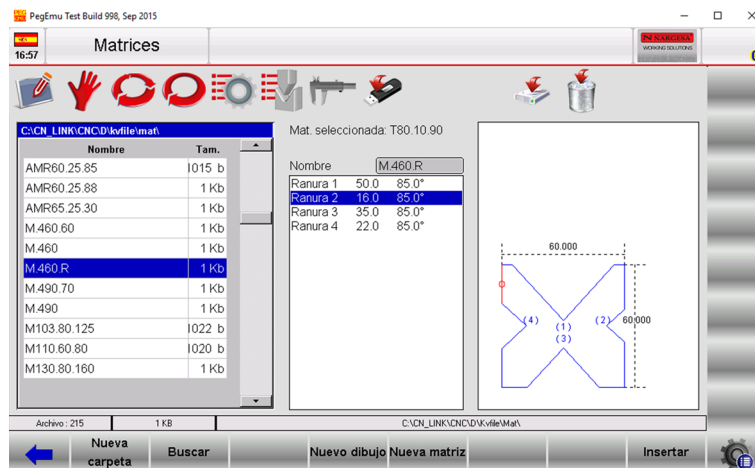 PegEmu Test Build 998, Sep 2015
16:57
Matrices
NARGESA
WORKING SOLUTIONS
C:\CN_LINK\CNC\D\kvfile\mat\
Nombre Tam.
AMR60.25.85 1015 b
AMR60.25.88 1 Kb
AMR65.25.30 1 Kb
M.460.60 1 Kb
M.460 1 Kb
M.460.R 1 Kb
M.490.70 1 Kb
M.490 1 Kb
M103.80.125 1022 b
M110.60.80 1020 b
M130.80.160 1 Kb
Mat. seleccionada: T80.10.90
Nombre M.460.R
Ranura 1 50.0 85.0°
Ranura 2 16.0 85.0°
Ranura 3 35.0 85.0°
Ranura 4 22.0 85.0°
60.000
(4) (1) (2) 60.000
(3)
Archivo : 215 1 KB C:\CN_LINK\CNC\D\Kvfile\Mat\
Nueva carpeta
Buscar
Nuevo dibujo
Nueva matriz
Insertar